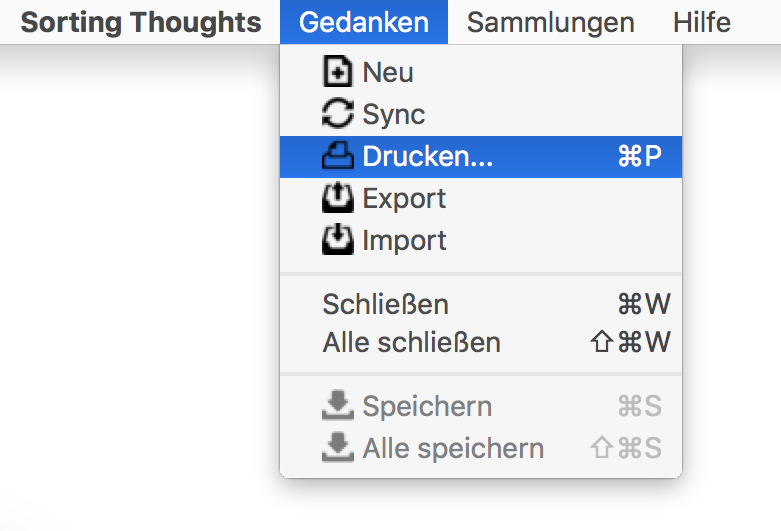 Sorting Thoughts Gedanken Sammlungen Hilfe
Neu
Sync
Drucken... ⌘P
Export
Import
Schließen ⌘W
Alle schließen ⇧⌘W
Speichern ⌘S
Alle speichern ⇧⌘S